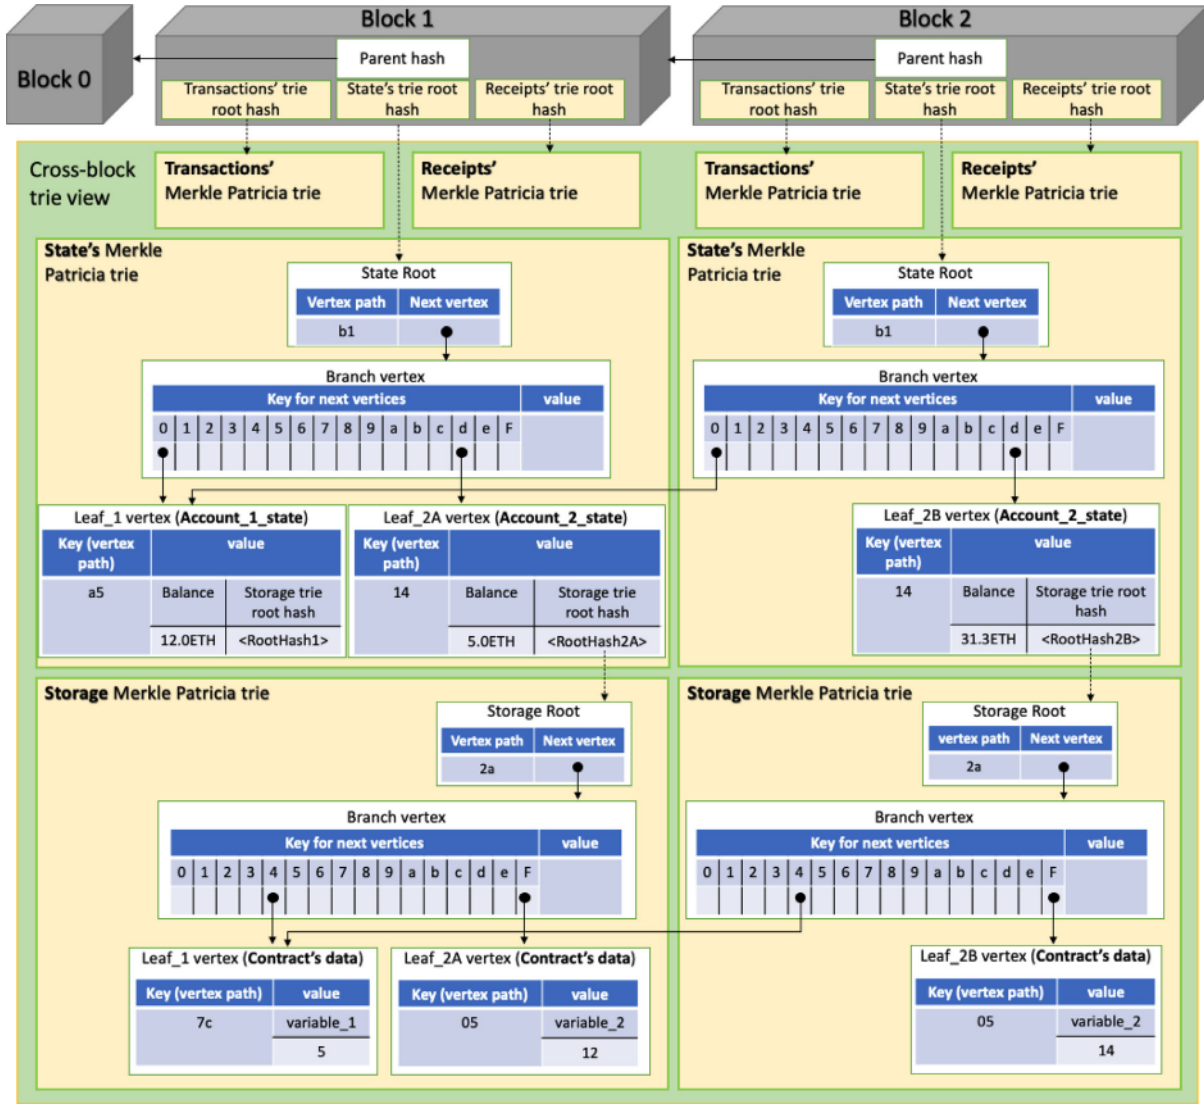 Block 1
Block 2
Block 0
Parent hash
Parent hash
Transactions' trie
root hash
State's trie root
hash
Receipts' trie root
hash
Transactions' trie
root hash
State's trie root
hash
Receipts' trie root
hash
Cross-block
trie view
Transactions'
Merkle Patricia trie
Receipts'
Merkle Patricia trie
Transactions'
Merkle Patricia trie
Receipts'
Merkle Patricia trie
State's Merkle
Patricia trie
State Root
Vertex path Next vertex
b1
Branch vertex
Key for next vertices value
0 1 2 3 4 5 6 7 8 9 a b c d e F
Leaf_1 vertex (Account_1_state)
Key (vertex
path)
value
a5
Balance
Storage trie
root hash
12.0ETH <RootHash1>
Leaf_2A vertex (Account_2_state)
Key (vertex
path)
value
14
Balance
Storage trie
root hash
5.0ETH <RootHash2A>
State's Merkle
Patricia trie
State Root
Vertex path Next vertex
b1
Branch vertex
Key for next vertices value
0 1 2 3 4 5 6 7 8 9 a b c d e F
Leaf_2B vertex (Account_2_state)
Key (vertex
path)
value
14
Balance
Storage trie root
hash
31.3ETH <RootHash2B>
Storage Merkle Patricia trie
Storage Root
Vertex path Next vertex
2a
Branch vertex
Key for next vertices value
0 1 2 3 4 5 6 7 8 9 a b c d e F
Leaf_1 vertex (Contract's data)
Key (vertex path) value
7c variable_1
5
Leaf_2A vertex (Contract's data)
Key (vertex path) value
05 variable_2
12
Storage Merkle Patricia trie
Storage Root
vertex path Next vertex
2a
Branch vertex
Key for next vertices value
0 1 2 3 4 5 6 7 8 9 a b c d e F
Leaf_2B vertex (Contract's data)
Key (vertex path) value
05 variable_2
14